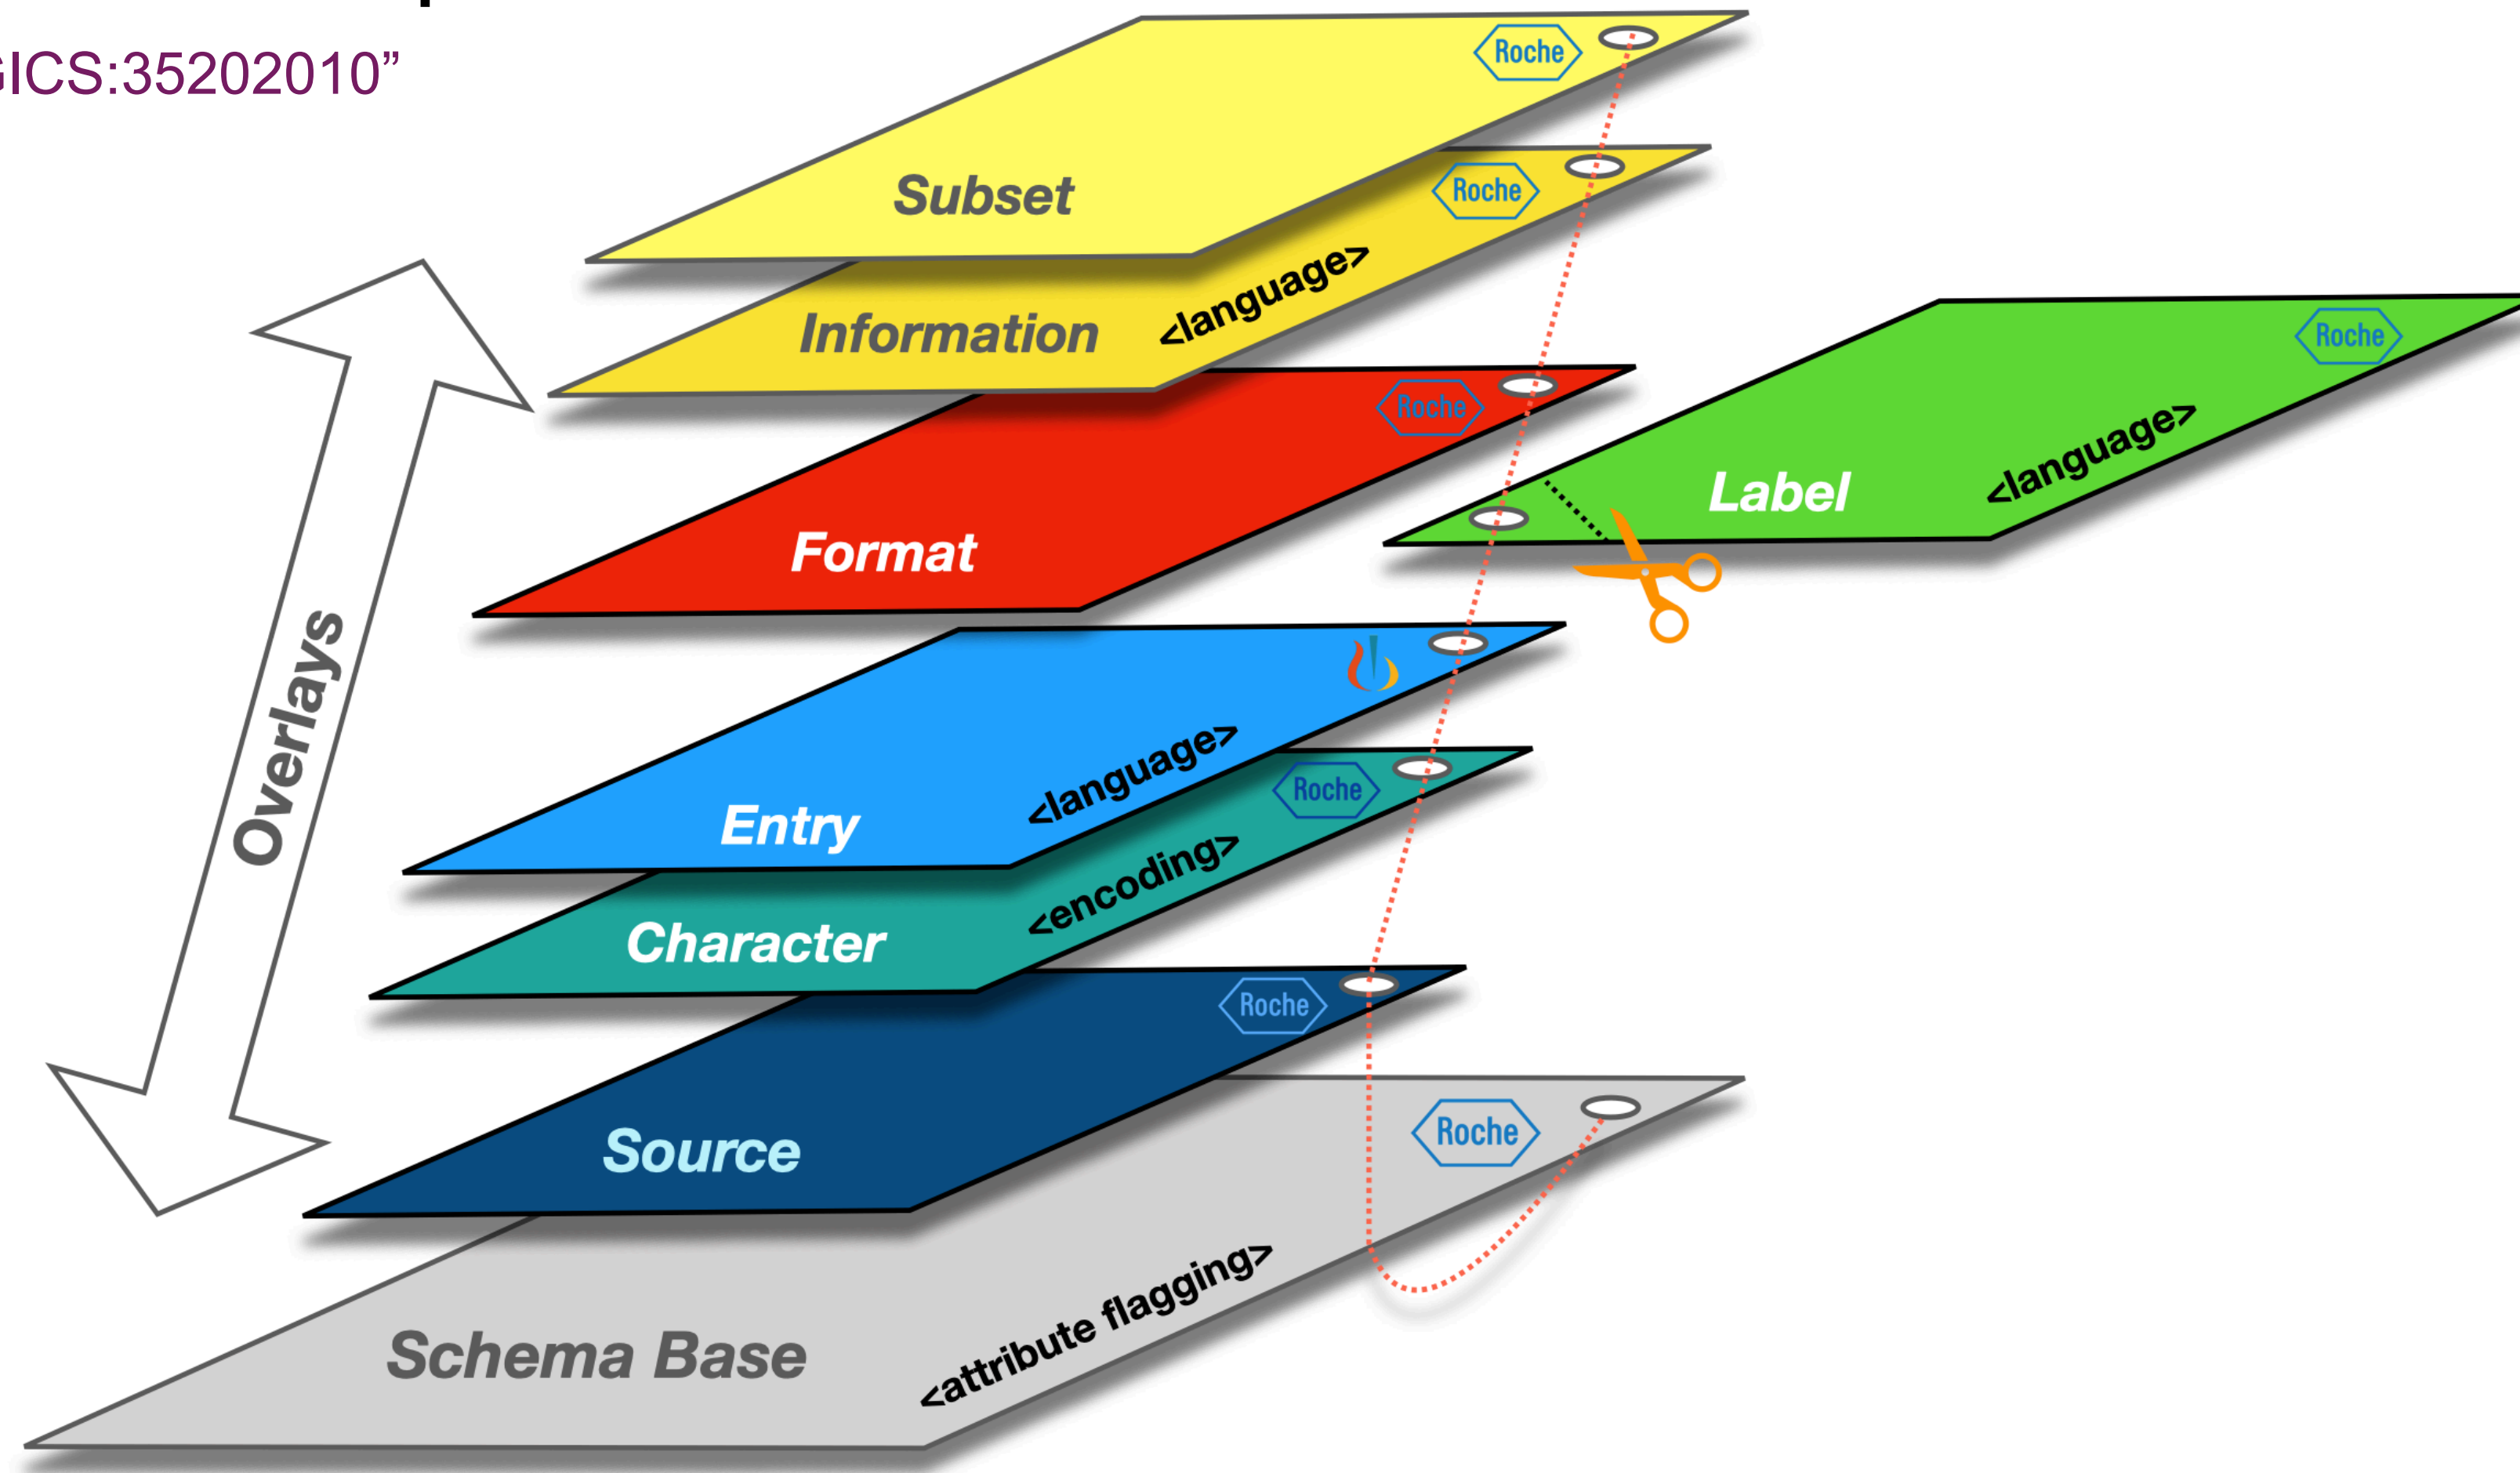 GICS:35202010”
Roche
Subset
Roche
Information
<language>
Roche
Format
Roche
Label
<language>
Overlays
Entry
<language>
Roche
Character
<encoding>
Roche
Source
Roche
Schema Base
<attribute flagging>